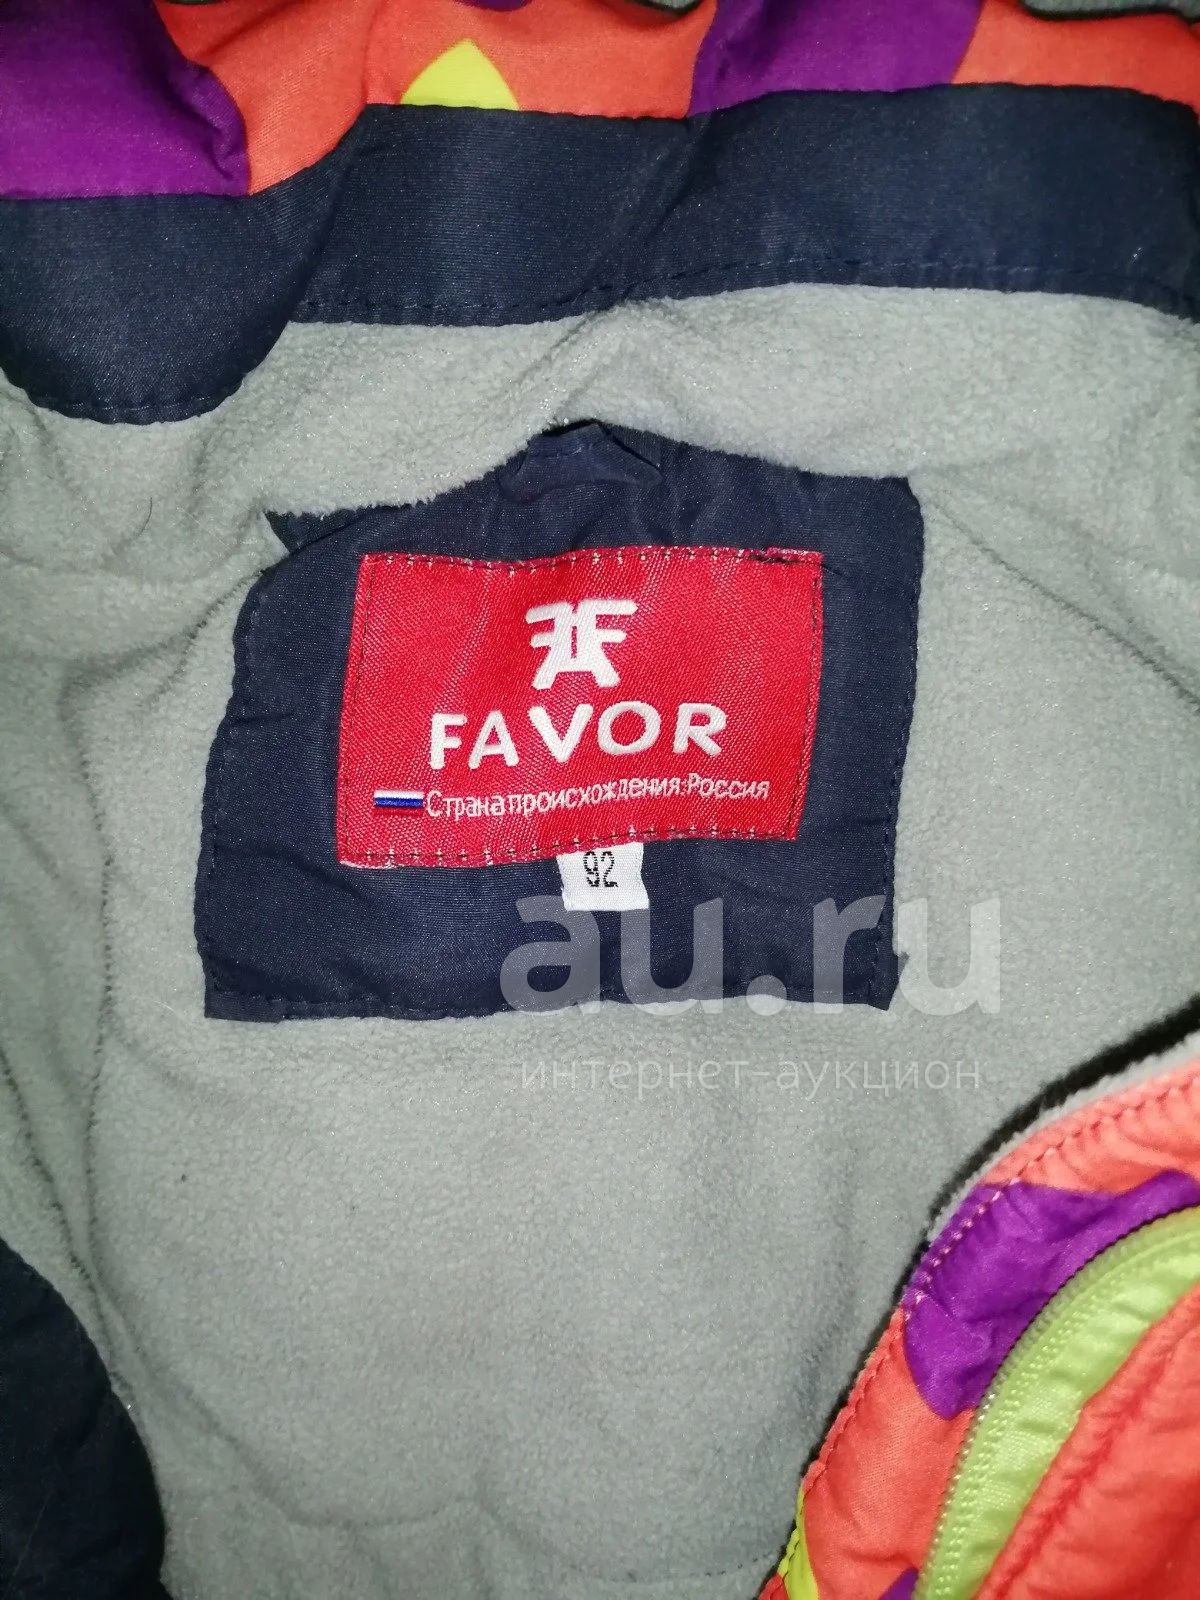 FAVOR
Страна происхождения: Россия
92
au.ru
интернет-аукцион